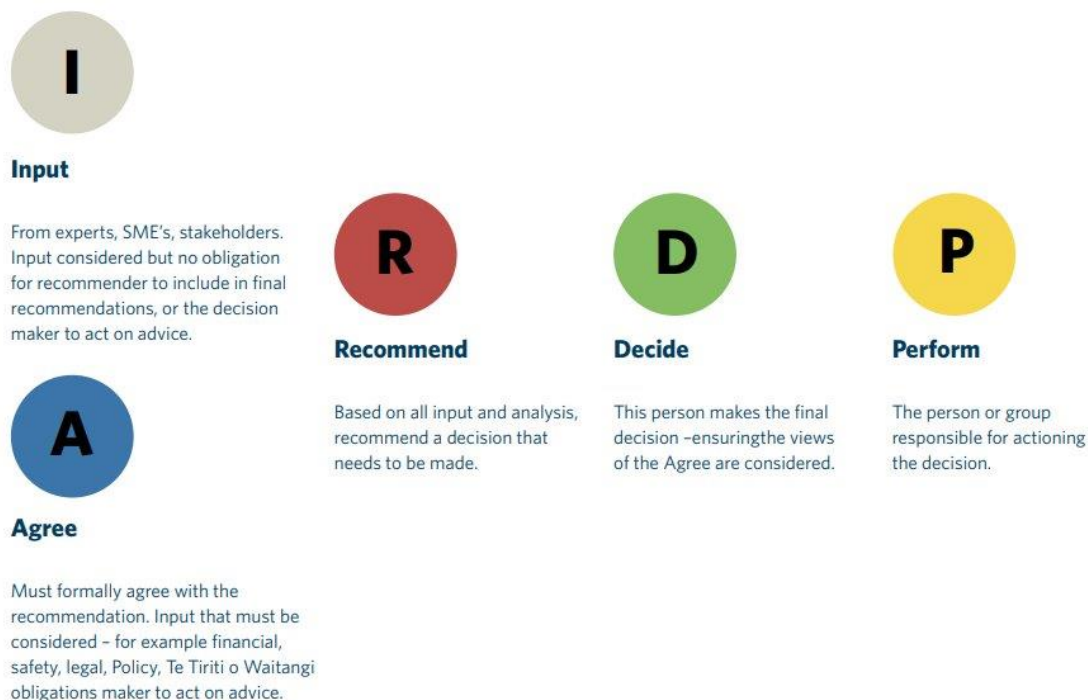 I
Input
From experts, SME's, stakeholders.
Input considered but no obligation
for recommender to include in final
recommendations, or the decision
maker to act on advice.
A
Agree
Must formally agree with the
recommendation. Input that must be
considered – for example financial,
safety, legal, Policy, Te Tiriti o Waitangi
obligations maker to act on advice.
R
Recommend
Based on all input and analysis,
recommend a decision that
needs to be made.
D
Decide
This person makes the final
decision –ensuringthe views
of the Agree are considered.
P
Perform
The person or group
responsible for actioning
the decision.